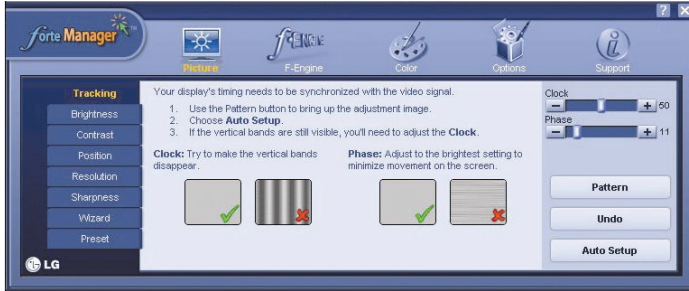 ? X
forte Manager™
f-ENGINE
Picture
F-Engine
Color
Options
Support
Tracking
Brightness
Contrast
Position
Resolution
Sharpness
Wizard
Preset
LG
Your display's timing needs to be synchronized with the video signal.
1. Use the Pattern button to bring up the adjustment image.
2. Choose Auto Setup.
3. If the vertical bands are still visible, you'll need to adjust the Clock.
Clock: Try to make the vertical bands
disappear.
Phase: Adjust to the brightest setting to
minimize movement on the screen.
Clock
- + 50
Phase
- + 11
Pattern
Undo
Auto Setup